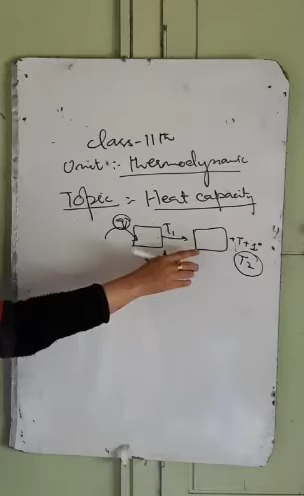 class-11th
Unit:- Thermodynamic
Topic :- Heat capacity
q T1 T+1°
T2